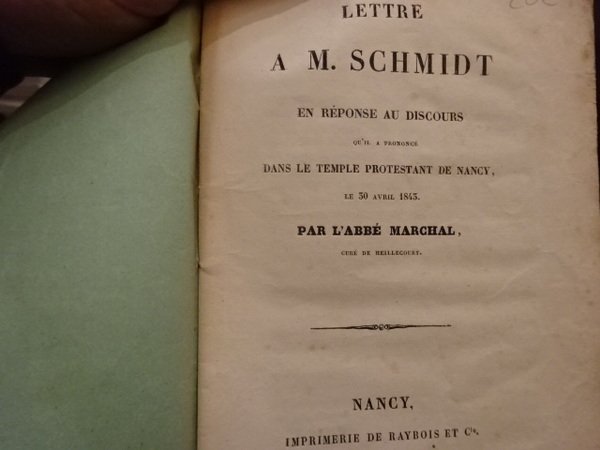 LETTRE
A M. SCHMIDT
EN RÉPONSE AU DISCOURS
QU'IL A PRONONCÉ
DANS LE TEMPLE PROTESTANT DE NANCY,
LE 30 AVRIL 1843.
PAR L'ABBÉ MARCHAL,
CURÉ DE HEILLECOURT.
NANCY,
IMPRIMERIE DE RAYBOIS ET Cie.